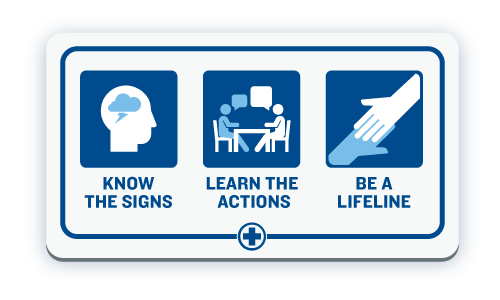 KNOW
THE SIGNS
LEARN THE
ACTIONS
BE A
LIFELINE